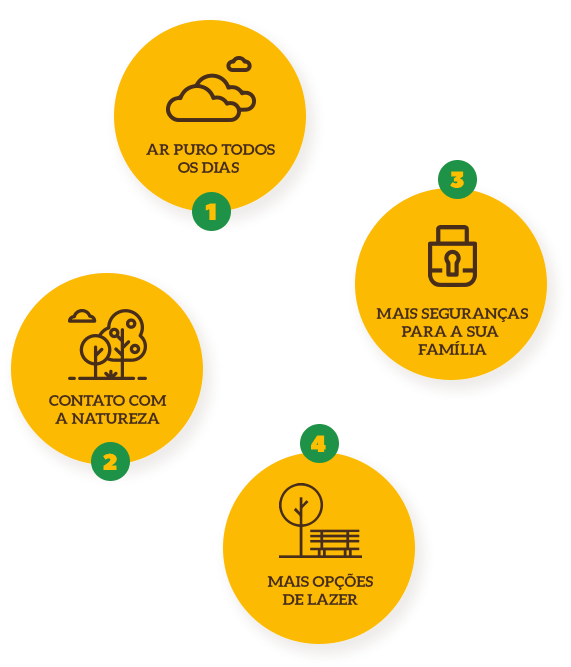 AR PURO TODOS
OS DIAS
1
CONTATO COM
A NATUREZA
2
3
MAIS SEGURANÇAS
PARA A SUA
FAMÍLIA
4
MAIS OPÇÕES
DE LAZER